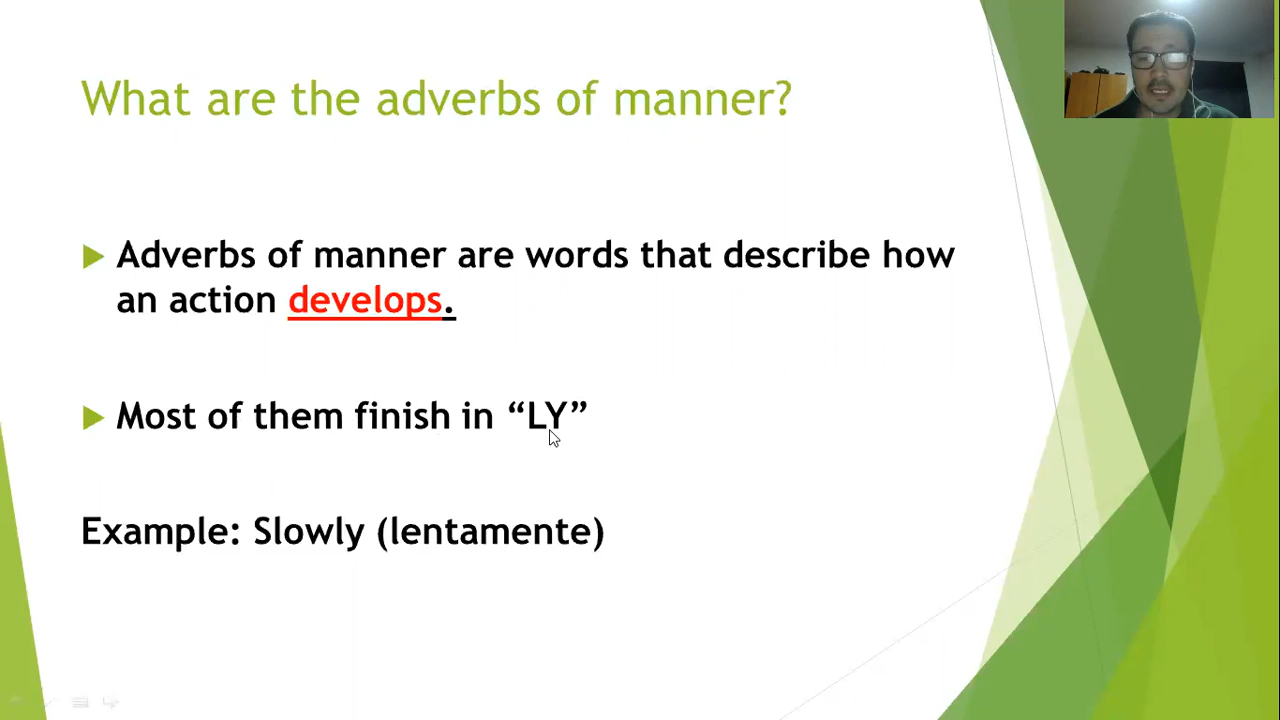 What are the adverbs of manner?
Adverbs of manner are words that describe how
an action develops.
Most of them finish in “LY”
Example: Slowly (lentamente)